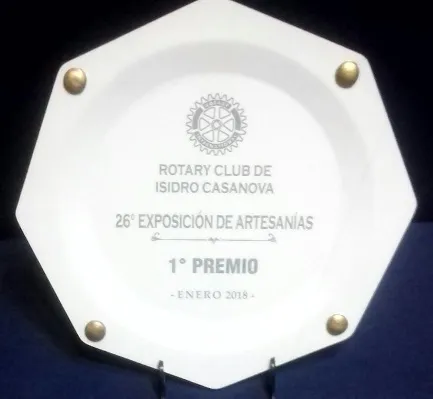 ROTARY CLUB DE
ISIDRO CASANOVA
26° EXPOSICIÓN DE ARTESANÍAS
1° PREMIO
- ENERO 2018 -